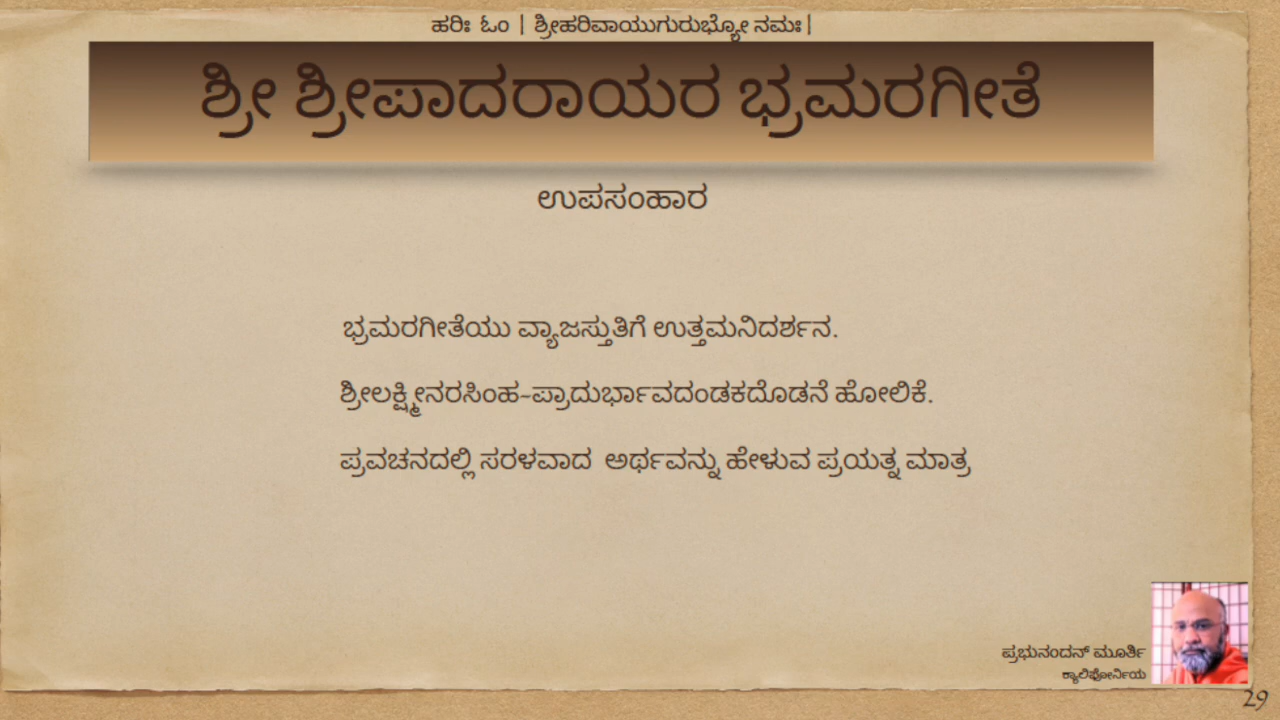 ಹರಿಃ ಓಂ | ಶ್ರೀಹರಿವಾಯುಗುರುಭ್ಯೋ ನಮಃ|
ಶ್ರೀ ಶ್ರೀಪಾದರಾಯರ ಭ್ರಮರಗೀತೆ
ಉಪಸಂಹಾರ
ಭ್ರಮರಗೀತೆಯು ವ್ಯಾಜಸ್ತುತಿಗೆ ಉತ್ತಮನಿದರ್ಶನ.
ಶ್ರೀಲಕ್ಷ್ಮೀನರಸಿಂಹ-ಪ್ರಾದುರ್ಭಾವದಂಡಕದೊಡನೆ ಹೋಲಿಕೆ.
ಪ್ರವಚನದಲ್ಲಿ ಸರಳವಾದ ಅರ್ಥವನ್ನು ಹೇಳುವ ಪ್ರಯತ್ನ ಮಾತ್ರ
ಪ್ರಭುನಂದನ್ ಮೂರ್ತಿ
ಕ್ಯಾಲಿಫೋರ್ನಿಯ
29